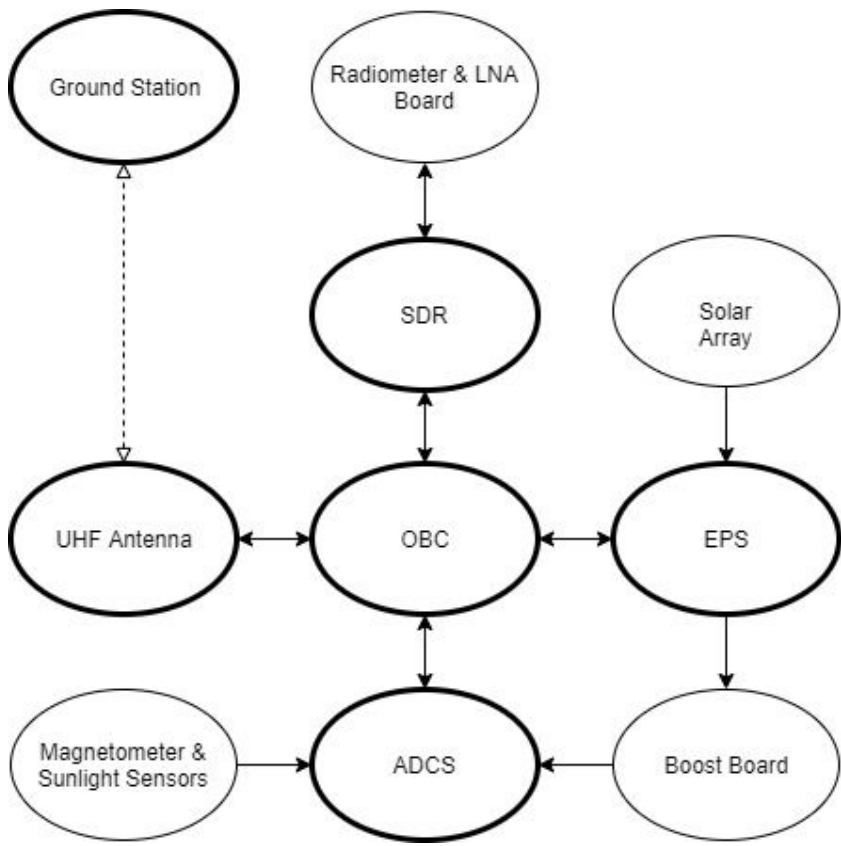 Ground Station
Radiometer & LNA
Board
SDR
Solar
Array
UHF Antenna
OBC
EPS
Magnetometer &
Sunlight Sensors
ADCS
Boost Board